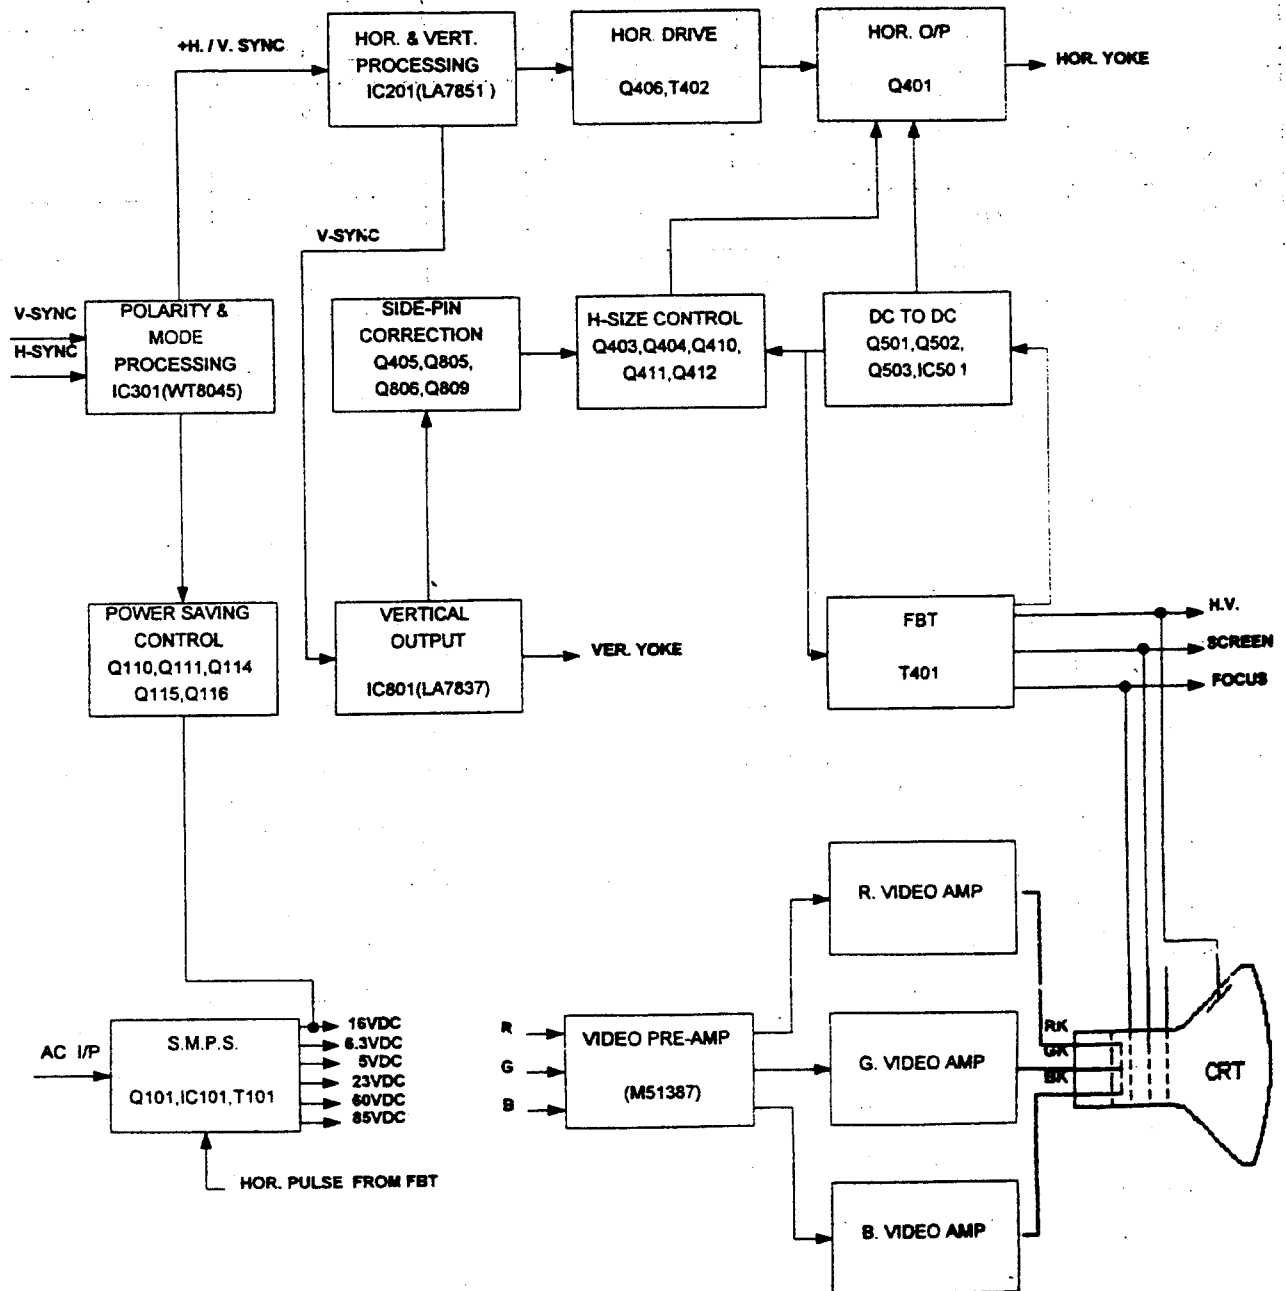 +H. / V. SYNC
HOR. & VERT.
PROCESSING
IC201(LA7851)
HOR. DRIVE
Q406,T402
HOR. O/P
Q401
HOR. YOKE
V-SYNC
V-SYNC
H-SYNC
POLARITY &
MODE
PROCESSING
IC301(WT8045)
SIDE-PIN
CORRECTION
Q405,Q805,
Q806,Q809
H-SIZE CONTROL
Q403,Q404,Q410,
Q411,Q412
DC TO DC
Q501,Q502,
Q503,IC501
POWER SAVING
CONTROL
Q110,Q111,Q114
Q115,Q116
VERTICAL
OUTPUT
IC801(LA7837)
VER. YOKE
FBT
T401
H.V.
SCREEN
FOCUS
R. VIDEO AMP
AC I/P
S.M.P.S.
Q101,IC101,T101
16VDC
6.3VDC
5VDC
23VDC
60VDC
85VDC
HOR. PULSE FROM FBT
R
G
B
VIDEO PRE-AMP
(M51387)
G. VIDEO AMP
RK
GK
BK
CRT
B. VIDEO AMP